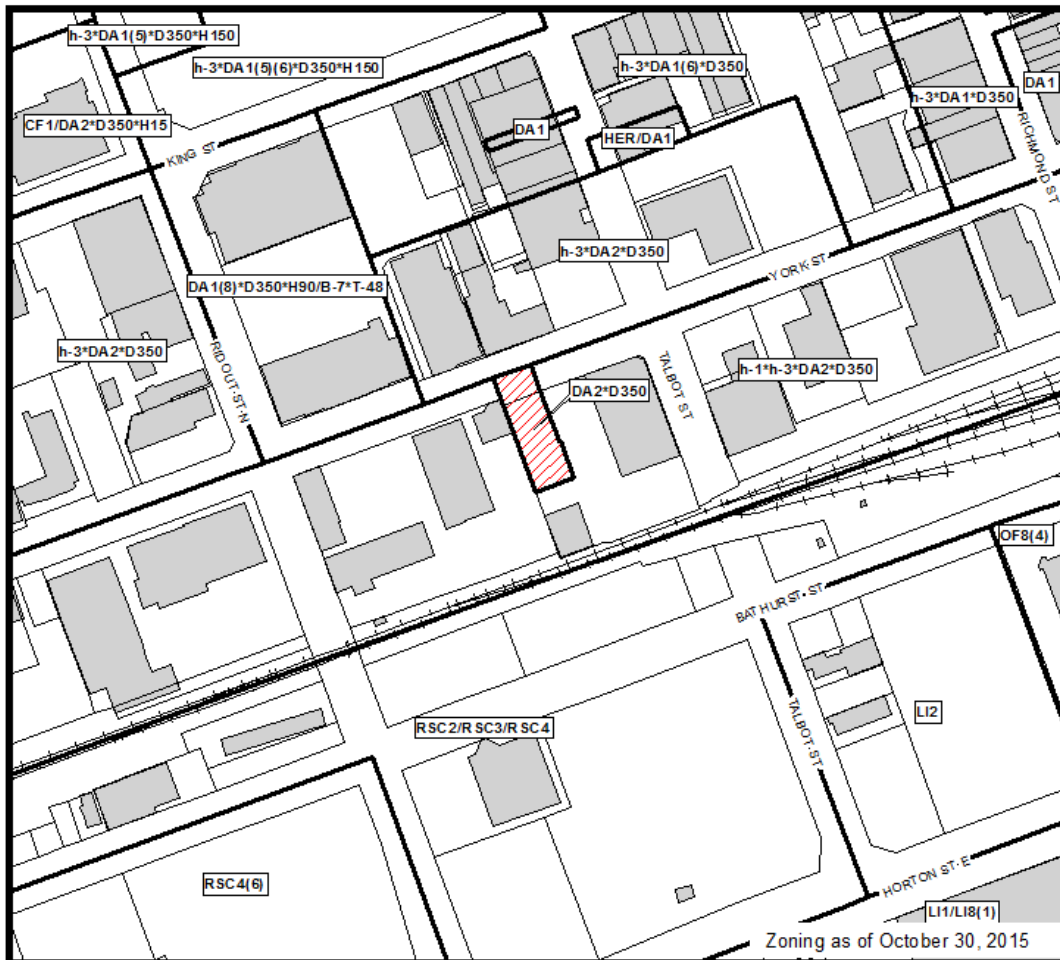 h-3*DA1(5)*D350*H150
h-3*DA1(5)(6)*D350*H150
h-3*DA1(6)*D350
DA1
h-3*DA1*D350
CF1/DA2*D350*H15
DA1
HER/DA1
KING ST
RICHMOND ST
h-3*DA2*D350
YORK ST
DA1(8)*D350*H90/B-7*T-48
h-3*DA2*D350
RIDOUT ST N
TALBOT ST
h-1*h-3*DA2*D350
DA2*D350
OF8(4)
BATHURST ST
RSC2/RSC3/RSC4
TALBOT ST
LI2
RSC4(6)
HORTON ST E
LI1/LI8(1)
Zoning as of October 30, 2015